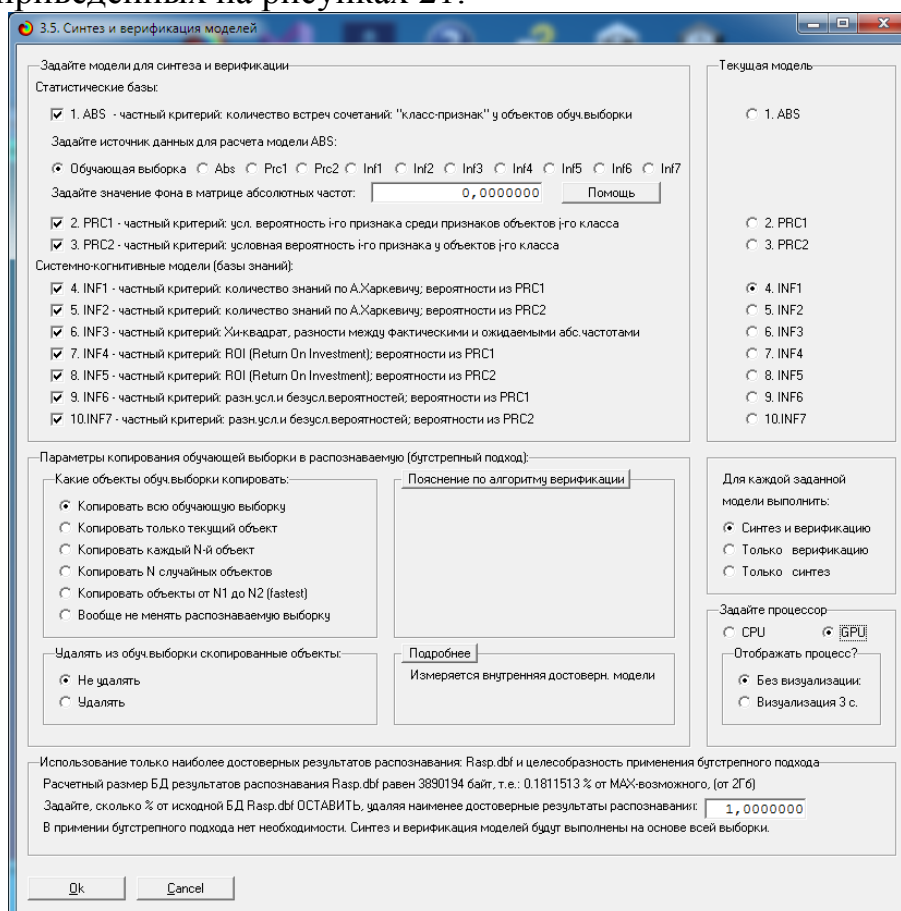 приведенных на рисунках 21:
3.5. Синтез и верификация моделей
Задайте модели для синтеза и верификации
Статистические базы:
1. ABS - частный критерий: количество встреч сочетаний: "класс-признак" у объектов обуч.выборки
Задайте источник данных для расчета модели ABS:
Обучающая выборка Abs Prc1 Prc2 Inf1 Inf2 Inf3 Inf4 Inf5 Inf6 Inf7
Задайте значение фона в матрице абсолютных частот: 0,0000000 Помощь
2. PRC1 - частный критерий: усл. вероятность i-го признака среди признаков объектов j-го класса
3. PRC2 - частный критерий: условная вероятность i-го признака у объектов j-го класса
Системно-когнитивные модели (базы знаний):
4. INF1 - частный критерий: количество знаний по А.Харкевичу; вероятности из PRC1
5. INF2 - частный критерий: количество знаний по А.Харкевичу; вероятности из PRC2
6. INF3 - частный критерий: Хи-квадрат, разности между фактическими и ожидаемыми абс.частотами
7. INF4 - частный критерий: ROI (Return On Investment); вероятности из PRC1
8. INF5 - частный критерий: ROI (Return On Investment); вероятности из PRC2
9. INF6 - частный критерий: разн.усл.и безусл.вероятностей; вероятности из PRC1
10.INF7 - частный критерий: разн.усл.и безусл.вероятностей; вероятности из PRC2
Текущая модель
1. ABS
2. PRC1
3. PRC2
4. INF1
5. INF2
6. INF3
7. INF4
8. INF5
9. INF6
10.INF7
Параметры копирования обучающей выборки в распознаваемую (бутстрепный подход):
Какие объекты обуч.выборки копировать:
Копировать всю обучающую выборку
Копировать только текущий объект
Копировать каждый N-й объект
Копировать N случайных объектов
Копировать объекты от N1 до N2 (fastest)
Вообще не менять распознаваемую выборку
Пояснение по алгоритму верификации
Удалять из обуч.выборки скопированные объекты:
Не удалять
Удалять
Подробнее
Измеряется внутренняя достоверн. модели
Для каждой заданной
модели выполнить:
Синтез и верификацию
Только верификацию
Только синтез
Задайте процессор
CPU GPU
Отображать процесс?
Без визуализации:
Визуализация 3 с.
Использование только наиболее достоверных результатов распознавания: Rasp.dbf и целесобразность применения бутстрепного подхода
Расчетный размер БД результатов распознавания Rasp.dbf равен 3890194 байт, т.е.: 0.1811513 % от MAX-возможного, (от 2Гб)
Задайте, сколько % от исходной БД Rasp.dbf ОСТАВИТЬ, удаляя наименее достоверные результаты распознавания: 1,0000000
В примении бутстрепного подхода нет необходимости. Синтез и верификация моделей будут выполнены на основе всей выборки.
Ok Cancel